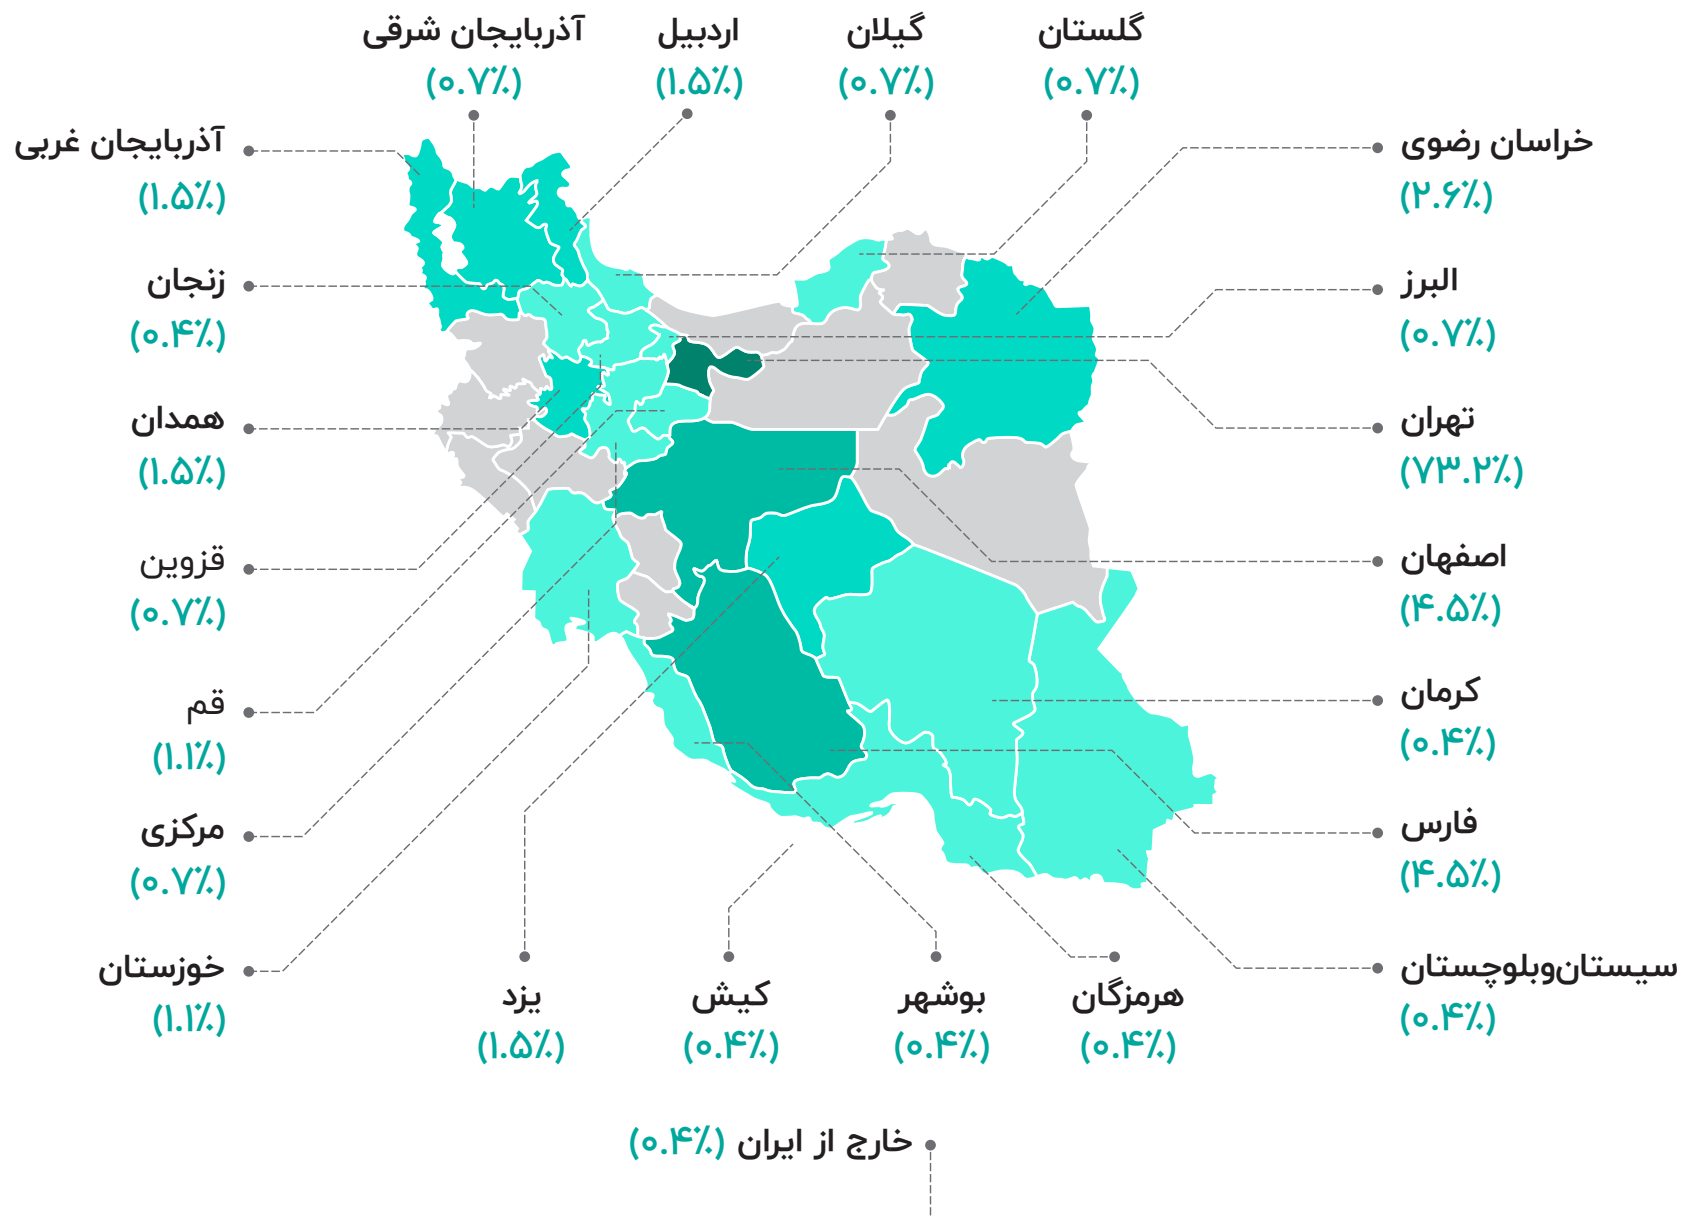 آذربایجان شرقی
(۰.۷٪)
اردبیل
(۱.۵٪)
گیلان
(۰.۷٪)
گلستان
(۰.۷٪)
خراسان رضوی
(۲.۶٪)
البرز
(۰.۷٪)
تهران
(۷۳.۲٪)
اصفهان
(۴.۵٪)
کرمان
(۰.۴٪)
فارس
(۴.۵٪)
سیستان‌وبلوچستان
(۰.۴٪)
آذربایجان غربی
(۱.۵٪)
زنجان
(۰.۴٪)
همدان
(۱.۵٪)
قزوین
(۰.۷٪)
قم
(۱.۱٪)
مرکزی
(۰.۷٪)
خوزستان
(۱.۱٪)
یزد
(۱.۵٪)
کیش
(۰.۴٪)
بوشهر
(۰.۴٪)
هرمزگان
(۰.۴٪)
خارج از ایران (۰.۴٪)